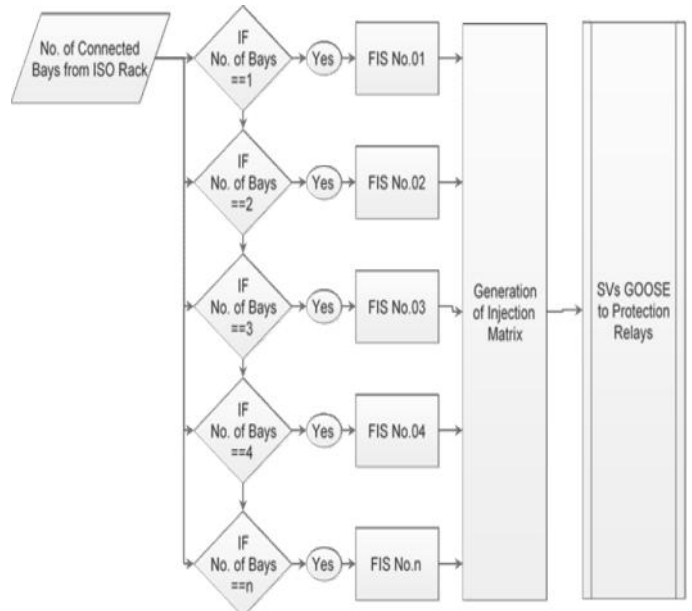 No. of Connected
Bays from ISO Rack
IF
No. of Bays
==1
Yes
FIS No.01
IF
No. of Bays
==2
Yes
FIS No.02
IF
No. of Bays
==3
Yes
FIS No.03
IF
No. of Bays
==4
Yes
FIS No.04
IF
No. of Bays
==n
Yes
FIS No.n
Generation
of Injection
Matrix
SVs GOOSE
to Protection
Relays